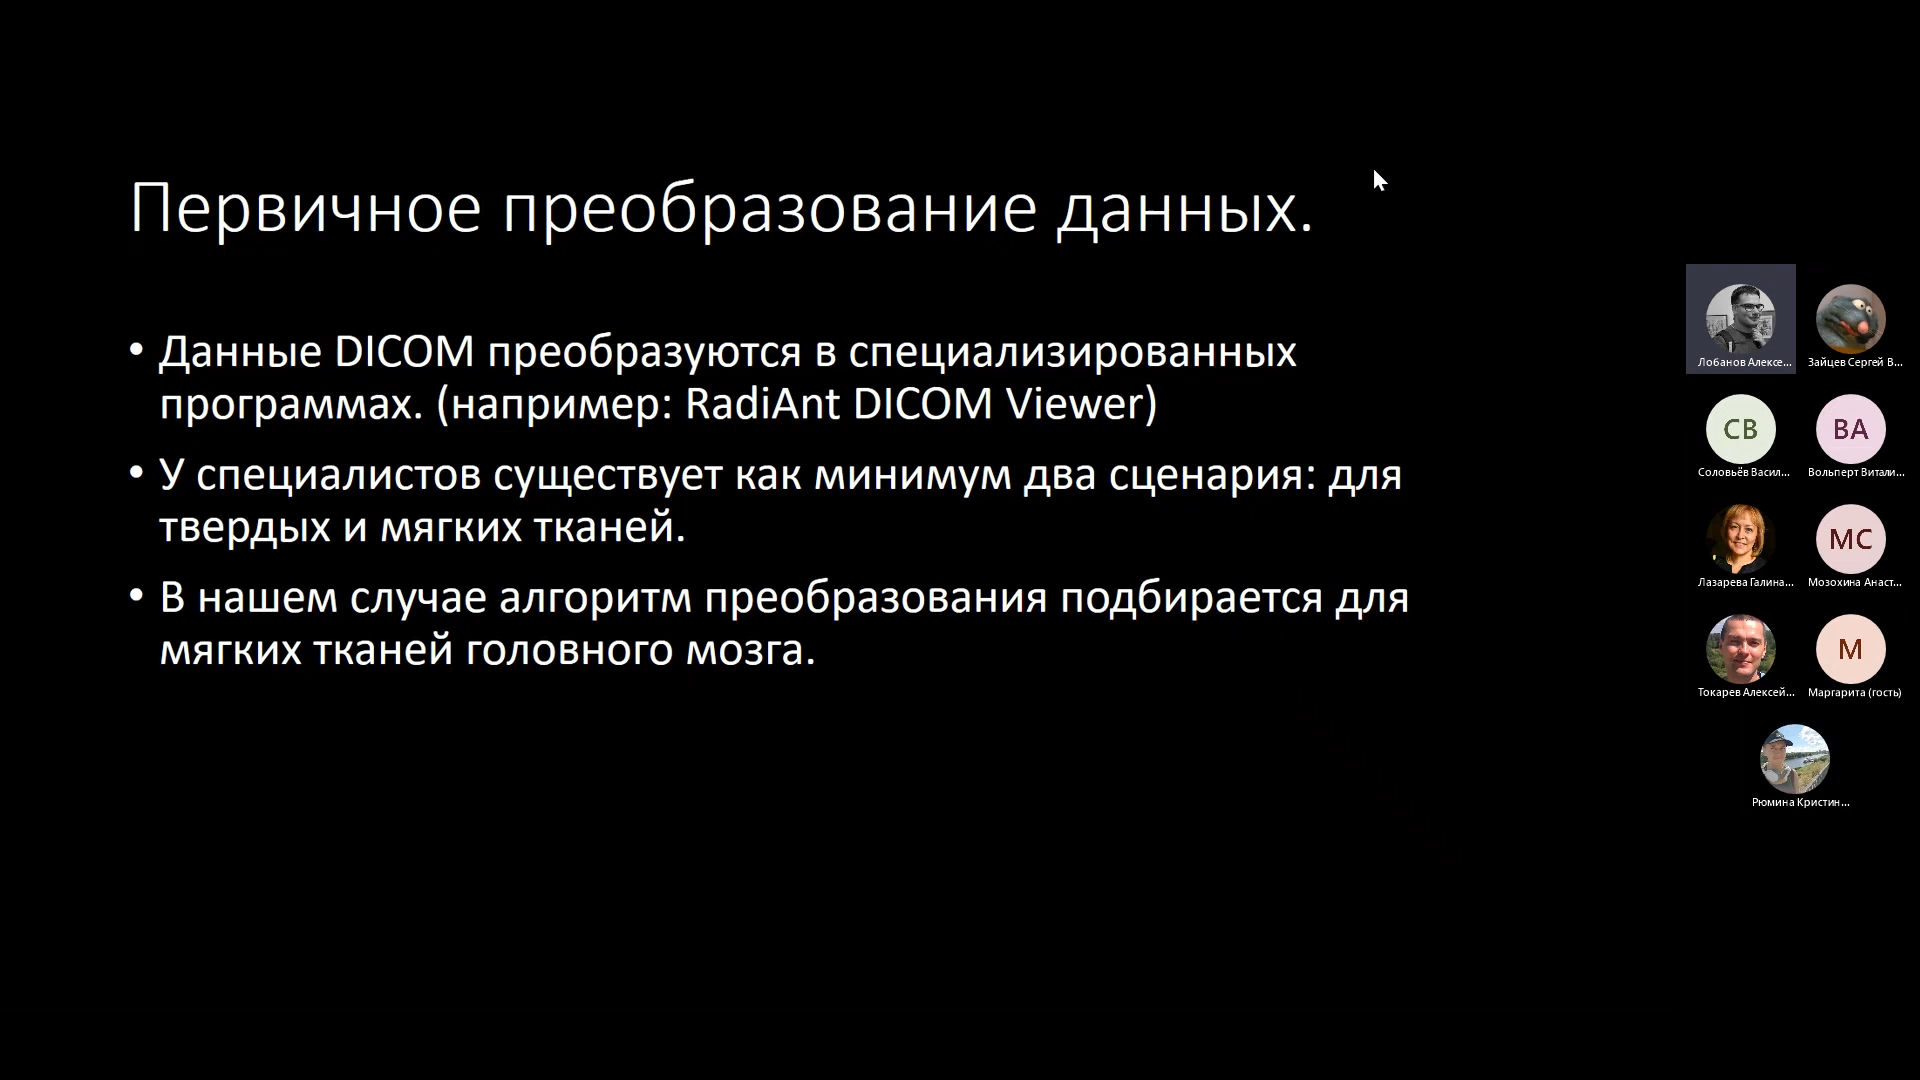 Первичное преобразование данных.
• Данные DICOM преобразуются в специализированных
программах. (например: RadiAnt DICOM Viewer)
• У специалистов существует как минимум два сценария: для
твердых и мягких тканей.
• В нашем случае алгоритм преобразования подбирается для
мягких тканей головного мозга.
Лобанов Алексе...
Зайцев Сергей В...
СВ
Соловьёв Васил...
ВА
Вольперт Витали...
Лазарева Галина...
МС
Мозохина Анаст...
Токарев Алексей...
М
Маргарита (гость)
Рюмина Кристин...